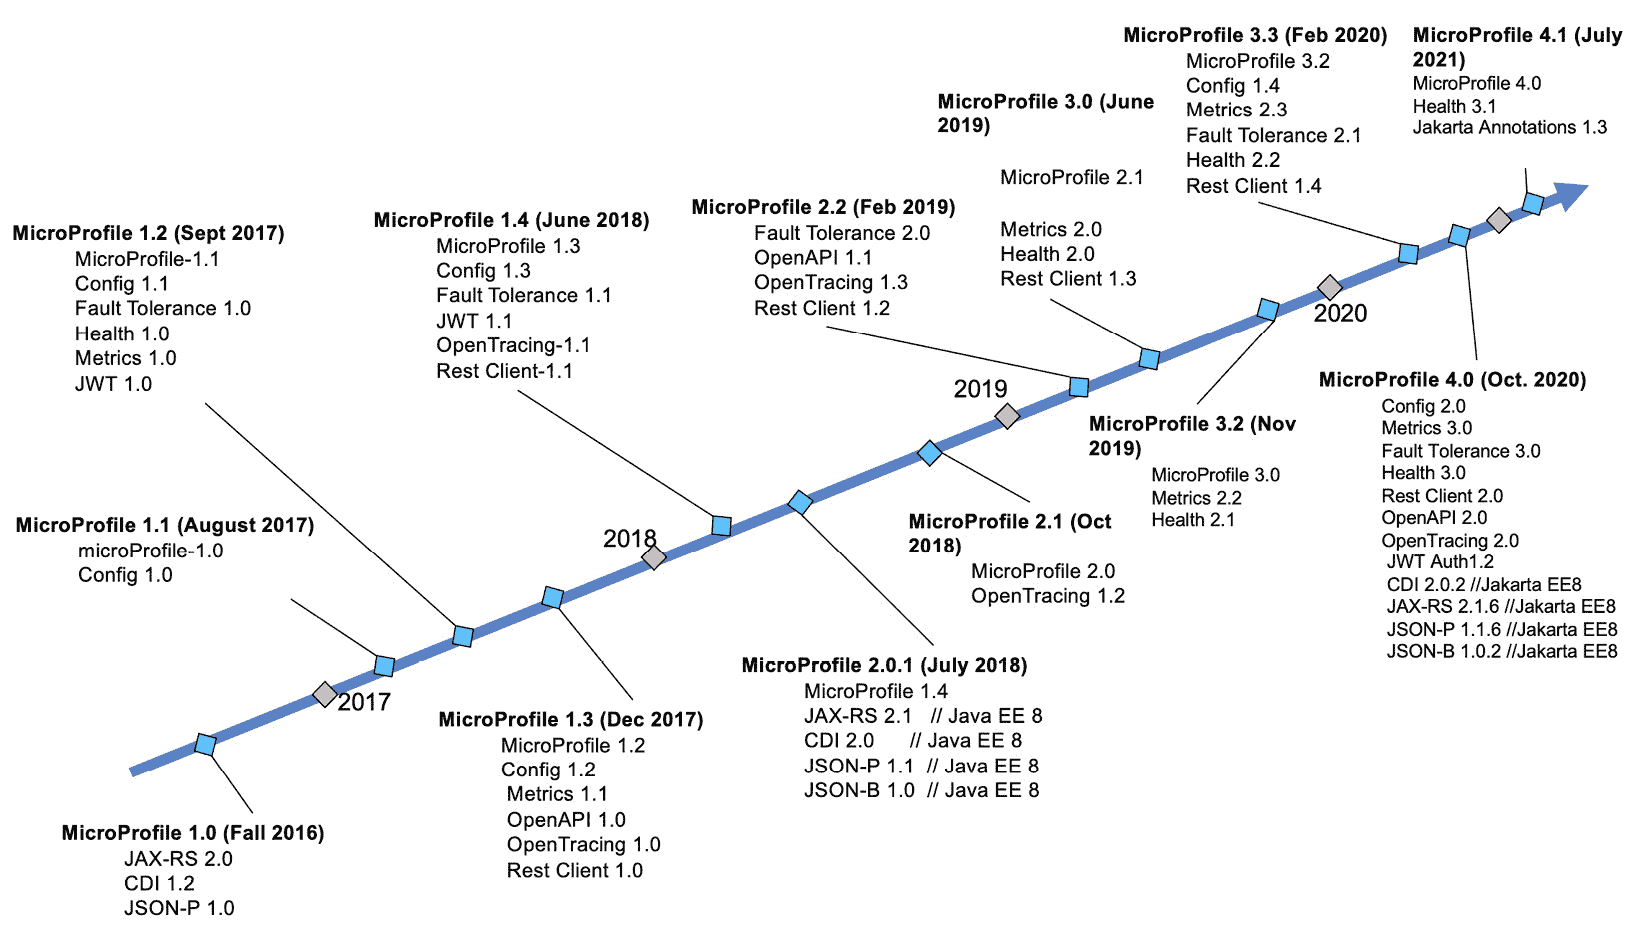 MicroProfile 3.3 (Feb 2020)
MicroProfile 3.2
Config 1.4
Metrics 2.3
Fault Tolerance 2.1
Health 2.2
Rest Client 1.4
MicroProfile 4.1 (July
2021)
MicroProfile 4.0
Health 3.1
Jakarta Annotations 1.3
MicroProfile 3.0 (June
2019)
MicroProfile 2.1
Metrics 2.0
Health 2.0
Rest Client 1.3
MicroProfile 2.2 (Feb 2019)
Fault Tolerance 2.0
OpenAPI 1.1
OpenTracing 1.3
Rest Client 1.2
MicroProfile 1.4 (June 2018)
MicroProfile 1.3
Config 1.3
Fault Tolerance 1.1
JWT 1.1
OpenTracing-1.1
Rest Client-1.1
MicroProfile 1.2 (Sept 2017)
MicroProfile-1.1
Config 1.1
Fault Tolerance 1.0
Health 1.0
Metrics 1.0
JWT 1.0
2020
2019
MicroProfile 4.0 (Oct. 2020)
Config 2.0
Metrics 3.0
Fault Tolerance 3.0
Health 3.0
Rest Client 2.0
OpenAPI 2.0
OpenTracing 2.0
JWT Auth1.2
CDI 2.0.2 //Jakarta EE8
JAX-RS 2.1.6 //Jakarta EE8
JSON-P 1.1.6 //Jakarta EE8
JSON-B 1.0.2 //Jakarta EE8
MicroProfile 3.2 (Nov
2019)
MicroProfile 3.0
Metrics 2.2
Health 2.1
MicroProfile 2.1 (Oct
2018)
MicroProfile 2.0
OpenTracing 1.2
MicroProfile 1.1 (August 2017)
microProfile-1.0
Config 1.0
2018
MicroProfile 2.0.1 (July 2018)
MicroProfile 1.4
JAX-RS 2.1 // Java EE 8
CDI 2.0 // Java EE 8
JSON-P 1.1 // Java EE 8
JSON-B 1.0 // Java EE 8
2017
MicroProfile 1.3 (Dec 2017)
MicroProfile 1.2
Config 1.2
Metrics 1.1
OpenAPI 1.0
OpenTracing 1.0
Rest Client 1.0
MicroProfile 1.0 (Fall 2016)
JAX-RS 2.0
CDI 1.2
JSON-P 1.0